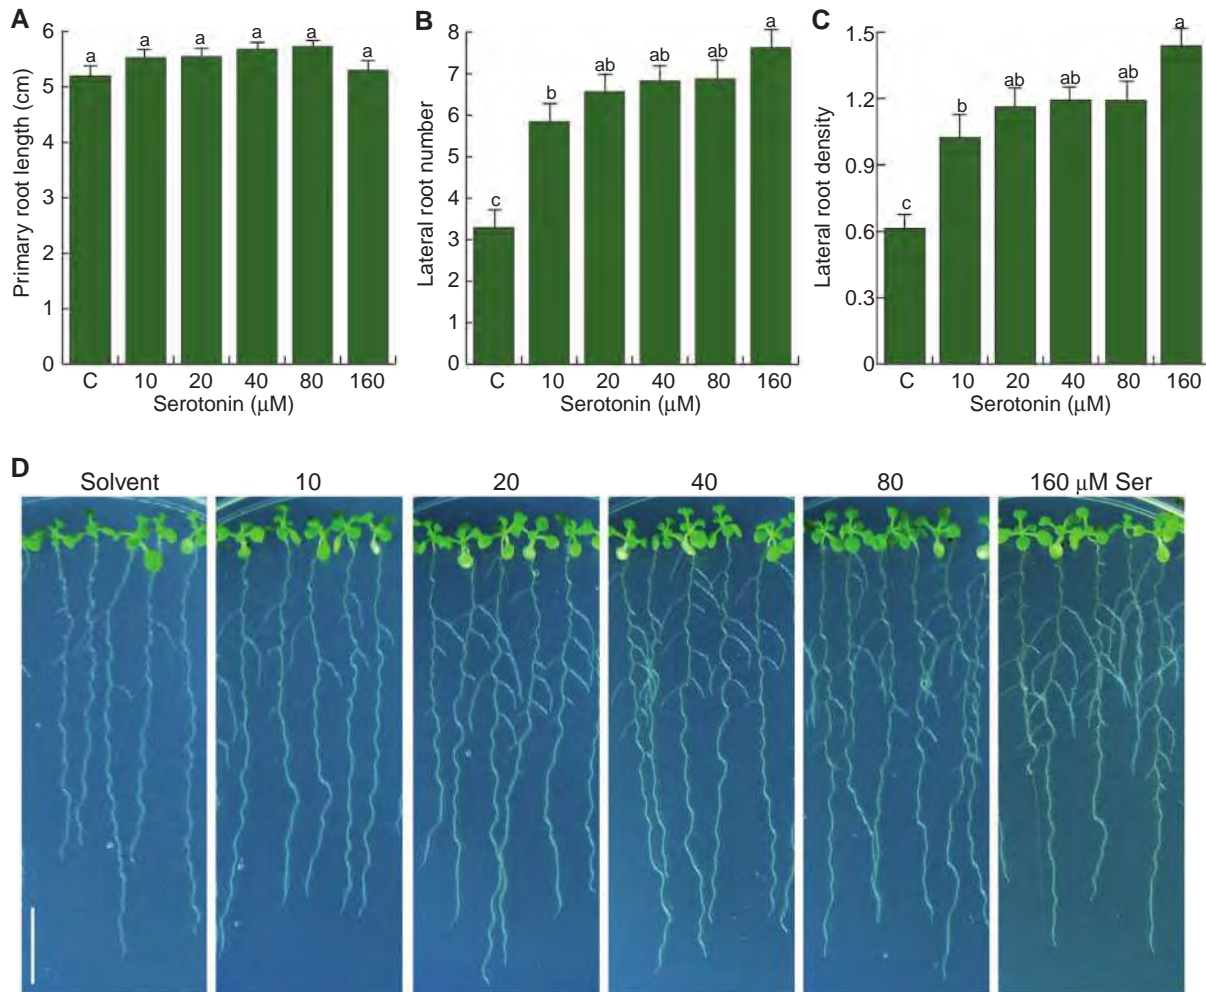 A
Primary root length (cm)
6
5
4
3
2
1
0
a a a a a a
C 10 20 40 80 160
Serotonin (μM)
B
Lateral root number
8
7
6
5
4
3
2
1
0
c b ab ab ab a
C 10 20 40 80 160
Serotonin (μM)
C
Lateral root density
1.5
1.2
0.9
0.6
0.3
0
c b ab ab ab a
C 10 20 40 80 160
Serotonin (μM)
D
Solvent 10 20 40 80 160 μM Ser